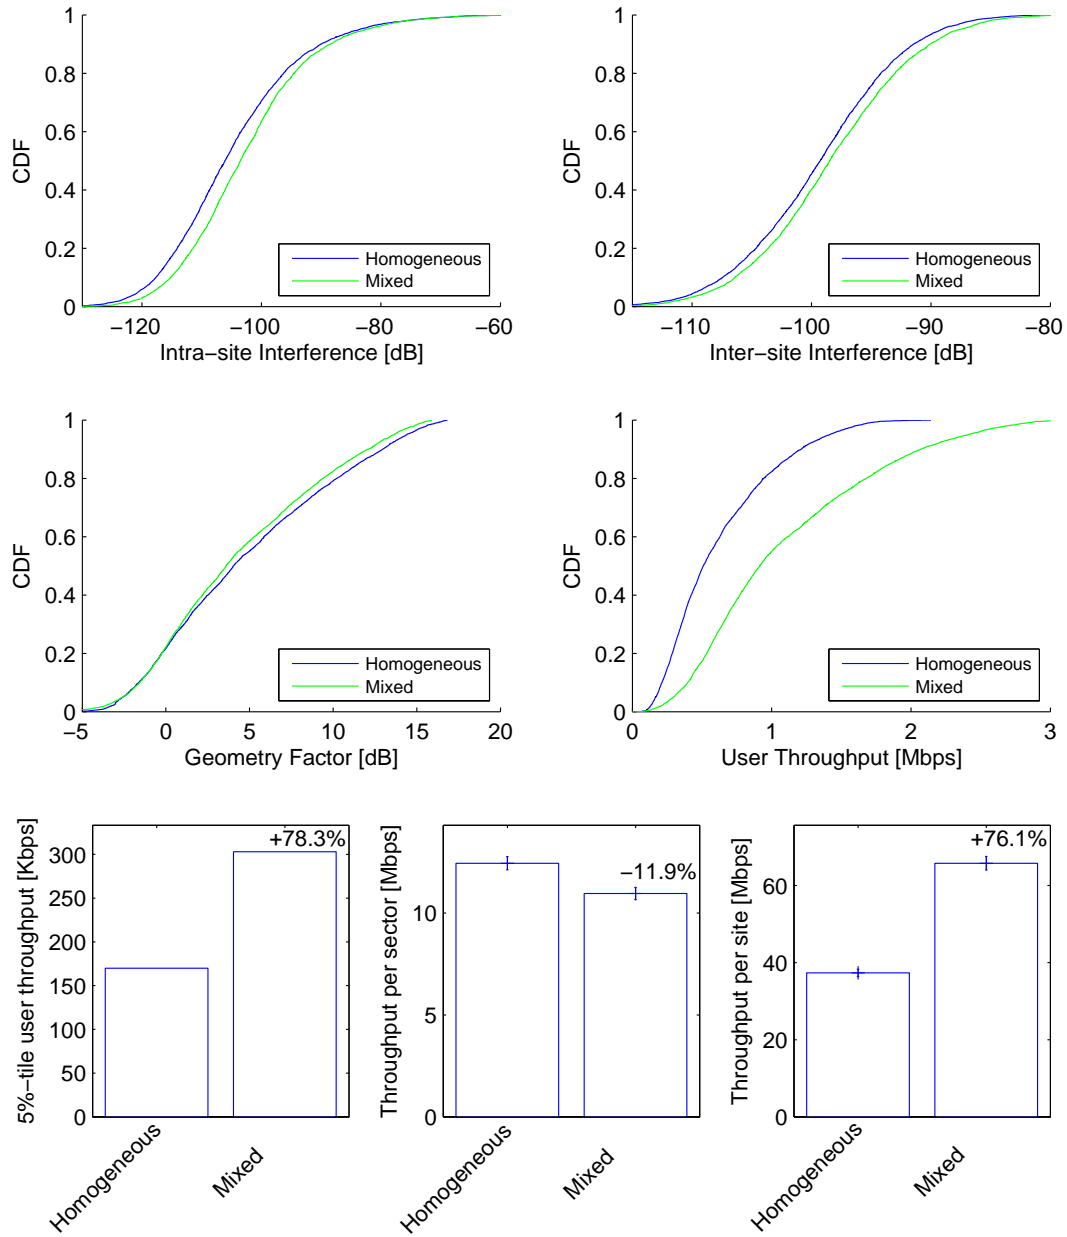 1
0.8
0.6
0.4
0.2
0
CDF
−120
−100
−80
−60
Intra−site Interference [dB]
Homogeneous
Mixed
1
0.8
0.6
0.4
0.2
0
CDF
−110
−100
−90
−80
Inter−site Interference [dB]
Homogeneous
Mixed
1
0.8
0.6
0.4
0.2
0
CDF
−5
0
5
10
15
20
Geometry Factor [dB]
Homogeneous
Mixed
1
0.8
0.6
0.4
0.2
0
CDF
0
1
2
3
User Throughput [Mbps]
Homogeneous
Mixed
5%−tile user throughput [Kbps]
300
250
200
150
100
50
0
+78.3%
Homogeneous
Mixed
Throughput per sector [Mbps]
10
5
0
−11.9%
Homogeneous
Mixed
Throughput per site [Mbps]
60
40
20
0
+76.1%
Homogeneous
Mixed